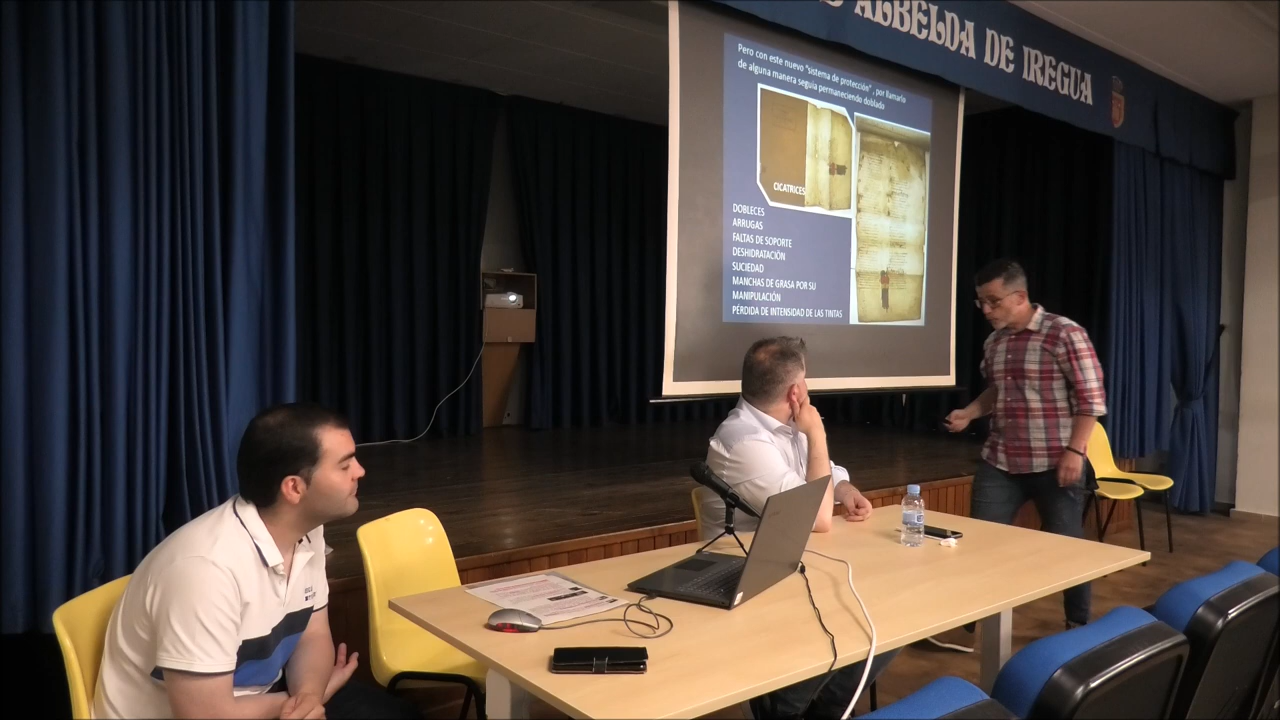 ALBELDA DE IREGUA
Pero con este nuevo "sistema de protección" , por llamarlo
de alguna manera seguía permaneciendo doblado
CICATRICES
DOBLECES
ARRUGAS
FALTAS DE SOPORTE
DESHIDRATACIÓN
SUCIEDAD
MANCHAS DE GRASA POR SU
MANIPULACIÓN
PÉRDIDA DE INTENSIDAD DE LAS TINTAS